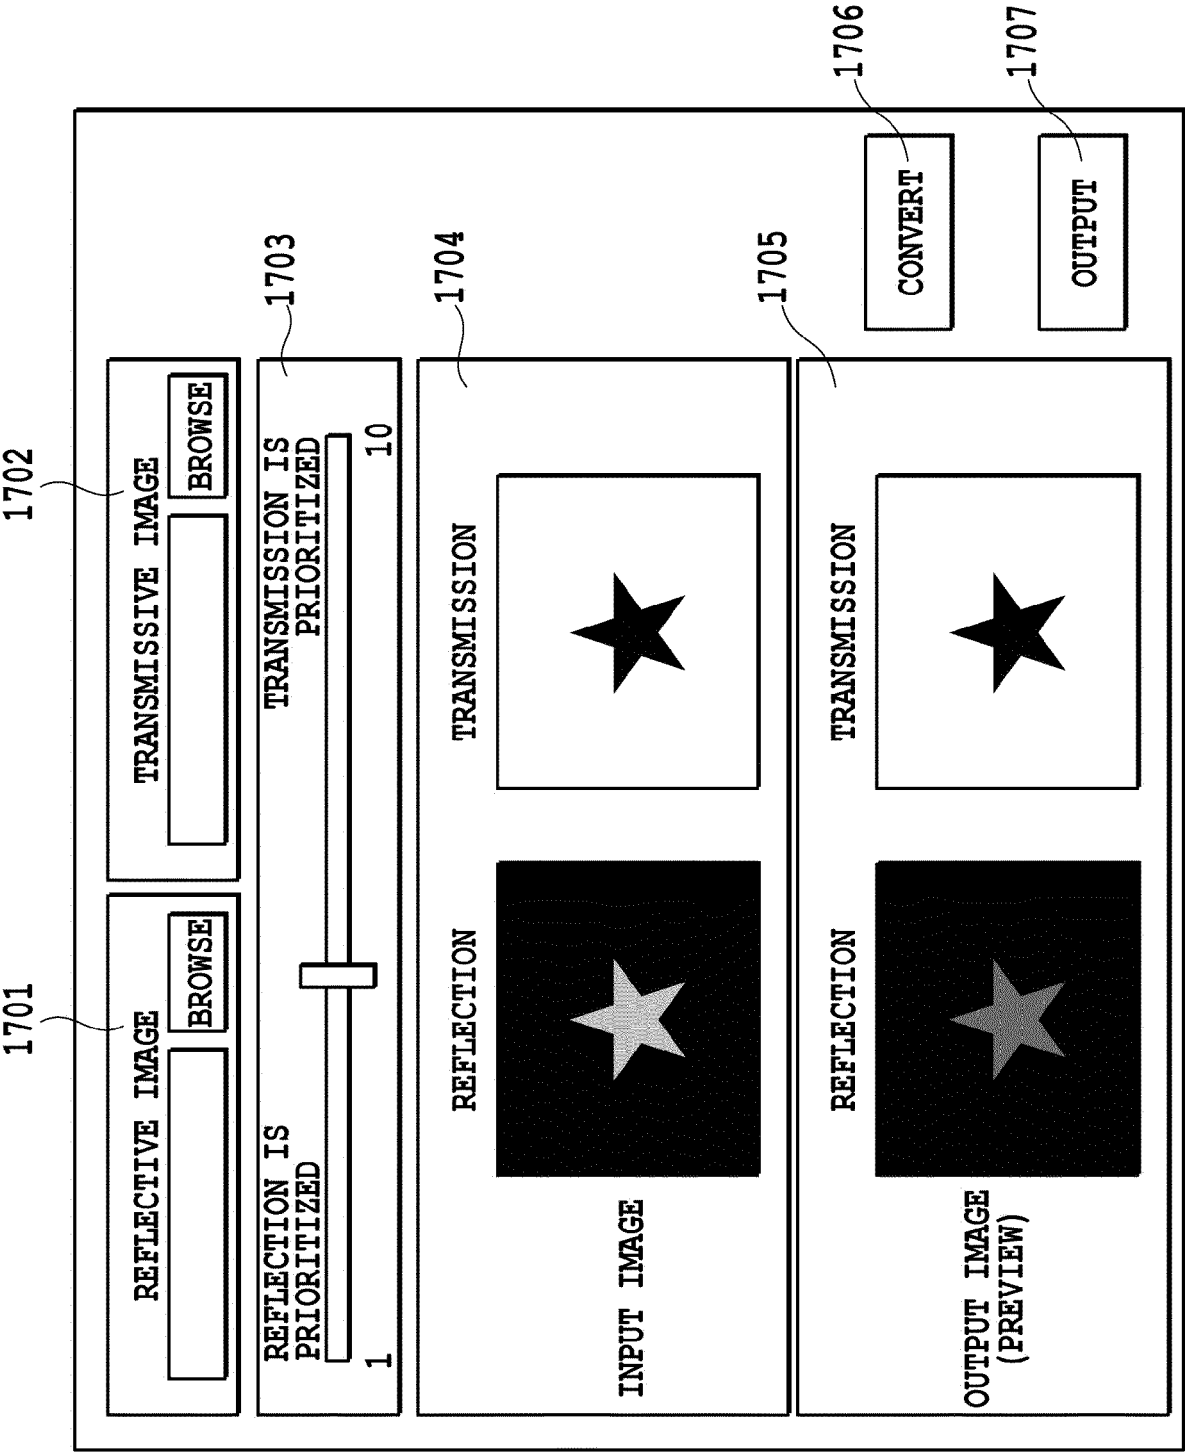 1701
REFLECTIVE IMAGE
BROWSE
1702
TRANSMISSIVE IMAGE
BROWSE
1703
REFLECTION IS
PRIORITIZED
TRANSMISSION IS
PRIORITIZED
1
10
1704
REFLECTION
TRANSMISSION
INPUT IMAGE
1705
REFLECTION
TRANSMISSION
OUTPUT IMAGE
(PREVIEW)
1706
CONVERT
1707
OUTPUT